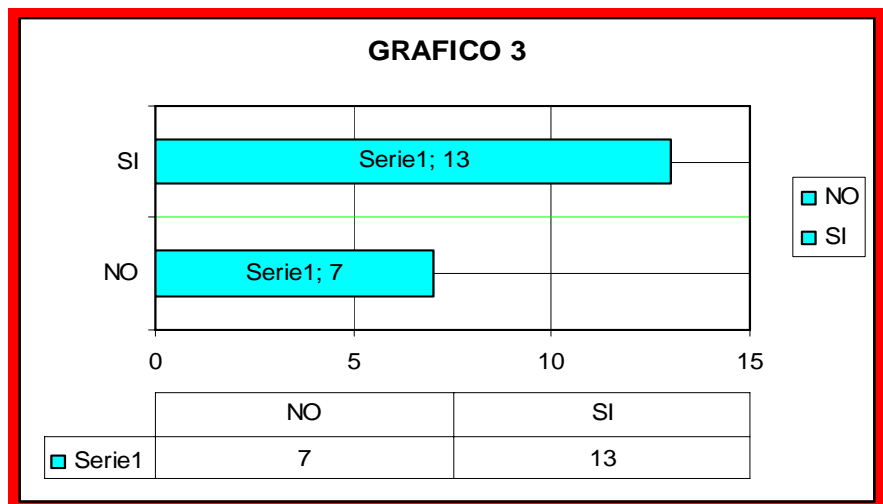 GRAFICO 3
SI
Serie1; 13
NO
Serie1; 7
0 5 10 15
NO
SI
NO SI
Serie1 7 13